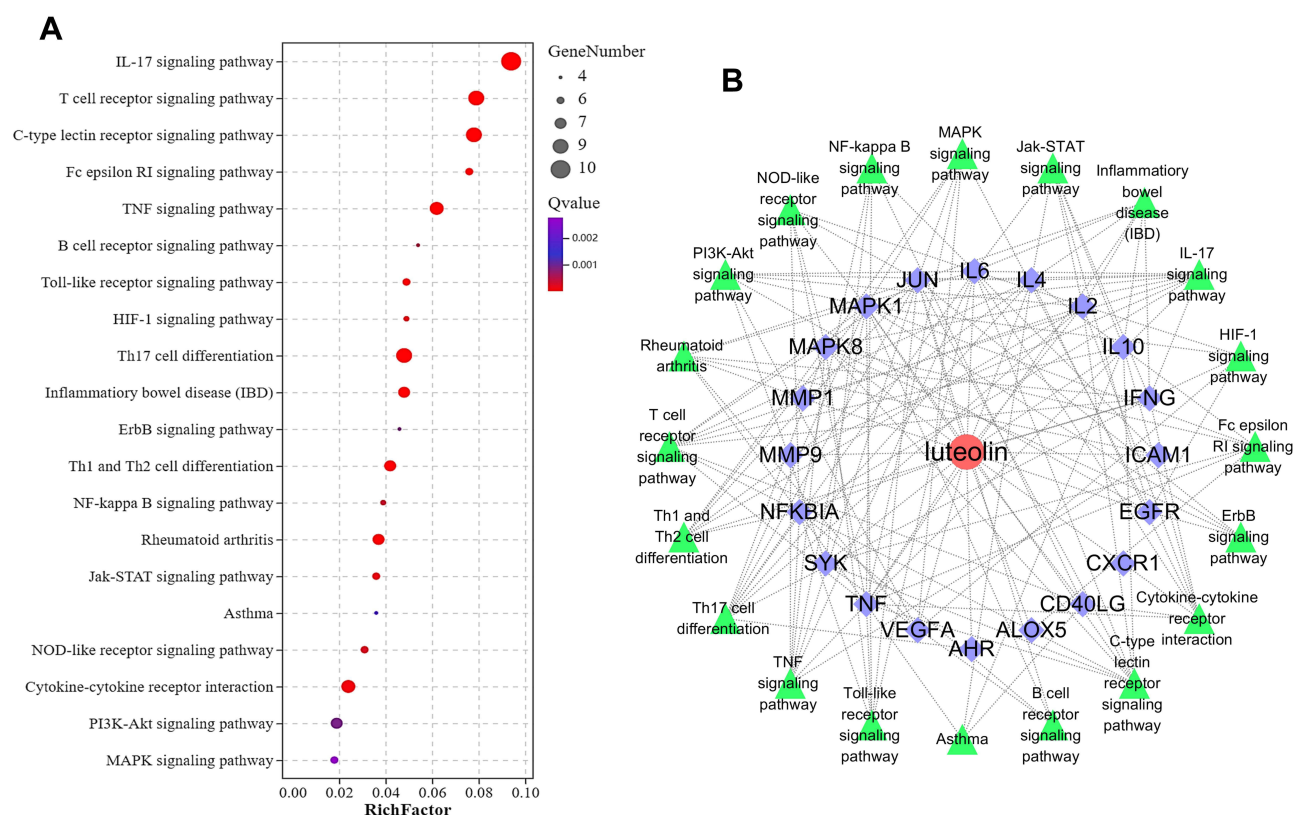 A
IL-17 signaling pathway
T cell receptor signaling pathway
C-type lectin receptor signaling pathway
Fc epsilon RI signaling pathway
TNF signaling pathway
B cell receptor signaling pathway
Toll-like receptor signaling pathway
HIF-1 signaling pathway
Th17 cell differentiation
Inflammatiory bowel disease (IBD)
ErbB signaling pathway
Th1 and Th2 cell differentiation
NF-kappa B signaling pathway
Rheumatoid arthritis
Jak-STAT signaling pathway
Asthma
NOD-like receptor signaling pathway
Cytokine-cytokine receptor interaction
PI3K-Akt signaling pathway
MAPK signaling pathway
0.00 0.02 0.04 0.06 0.08 0.10
RichFactor
GeneNumber
4
6
7
9
10
Qvalue
0.002
0.001
B
MAPK
signaling
pathway
NF-kappa B
signaling
pathway
Jak-STAT
signaling
pathway
NOD-like
receptor
signaling
pathway
Inflammatiory
bowel
disease
(IBD)
PI3K-Akt
signaling
pathway
IL-17
signaling
pathway
Rheumatoid
arthritis
HIF-1
signaling
pathway
T cell
receptor
signaling
pathway
Fc epsilon
RI signaling
pathway
Th1 and
Th2 cell
differentiation
ErbB
signaling
pathway
Th17 cell
differentiation
Cytokine-cytokine
receptor
interaction
TNF
signaling
pathway
C-type
lectin
receptor
signaling
pathway
Toll-like
receptor
signaling
pathway
Asthma
B cell
receptor
signaling
pathway
JUN
IL6
IL4
MAPK1
IL2
MAPK8
IL10
MMP1
IFNG
MMP9
luteolin
ICAM1
NFKBIA
EGFR
SYK
CXCR1
TNF
CD40LG
VEGFA
ALOX5
AHR